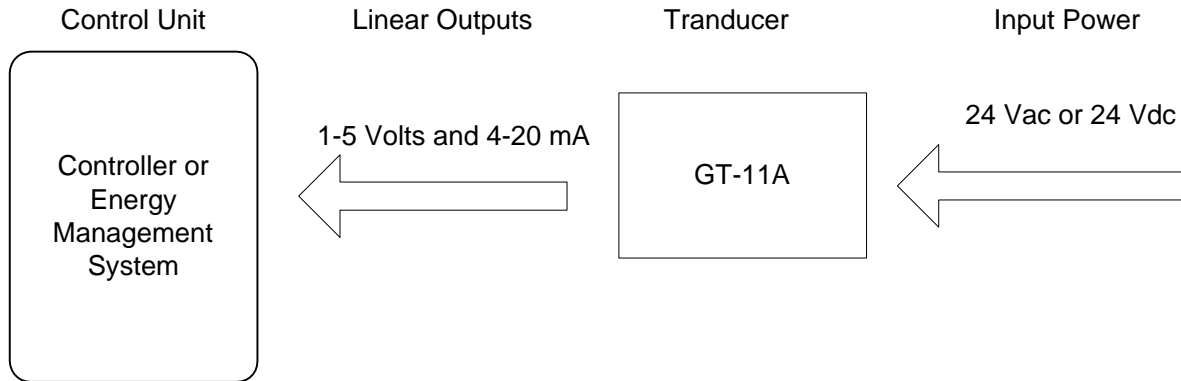 Control Unit
Linear Outputs
Tranducer
Input Power
24 Vac or 24 Vdc
1-5 Volts and 4-20 mA
GT-11A
Controller or
Energy
Management
System